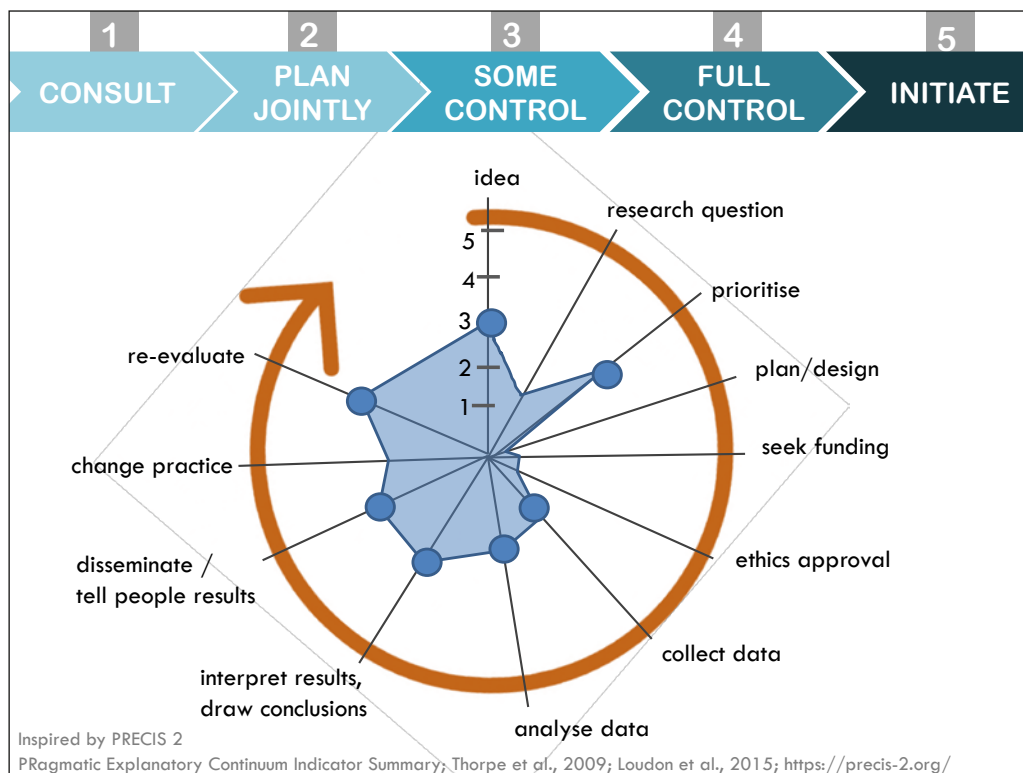 1
2
3
4
5
CONSULT
PLAN
JOINTLY
SOME
CONTROL
FULL
CONTROL
INITIATE
idea
research question
prioritise
plan/design
seek funding
ethics approval
collect data
analyse data
interpret results,
draw conclusions
disseminate /
tell people results
change practice
re-evaluate
5
4
3
2
1
Inspired by PRECIS 2
PRagmatic Explanatory Continuum Indicator Summary; Thorpe et al., 2009; Loudon et al., 2015; https://precis-2.org/